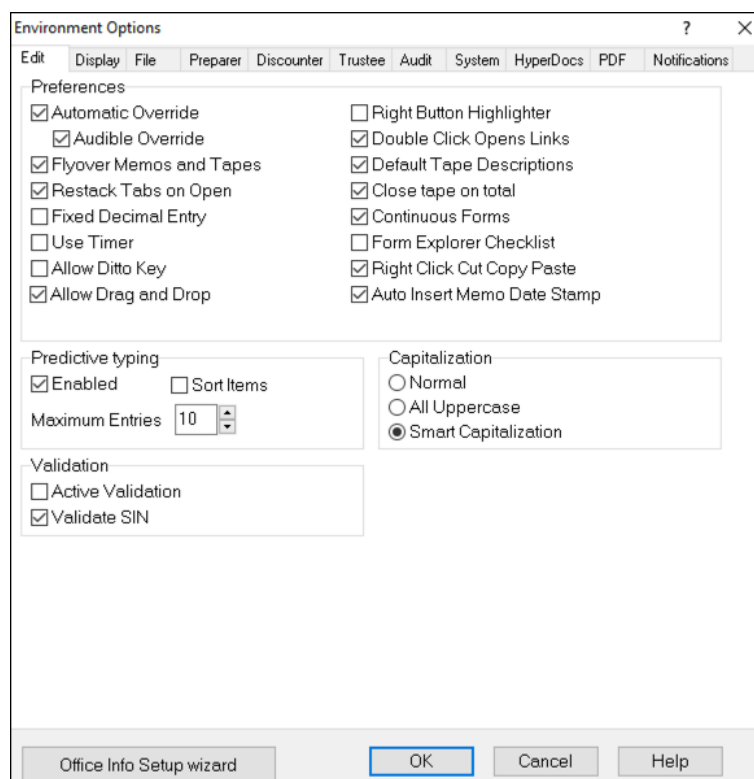 Environment Options
?
Edit Display File Preparer Discounter Trustee Audit System HyperDocs PDF Notifications
Preferences
Automatic Override
Audible Override
Flyover Memos and Tapes
Restack Tabs on Open
Fixed Decimal Entry
Use Timer
Allow Ditto Key
Allow Drag and Drop
Right Button Highlighter
Double Click Opens Links
Default Tape Descriptions
Close tape on total
Continuous Forms
Form Explorer Checklist
Right Click Cut Copy Paste
Auto Insert Memo Date Stamp
Predictive typing
Enabled Sort Items
Maximum Entries 10
Capitalization
Normal
All Uppercase
Smart Capitalization
Validation
Active Validation
Validate SIN
Office Info Setup wizard OK Cancel Help